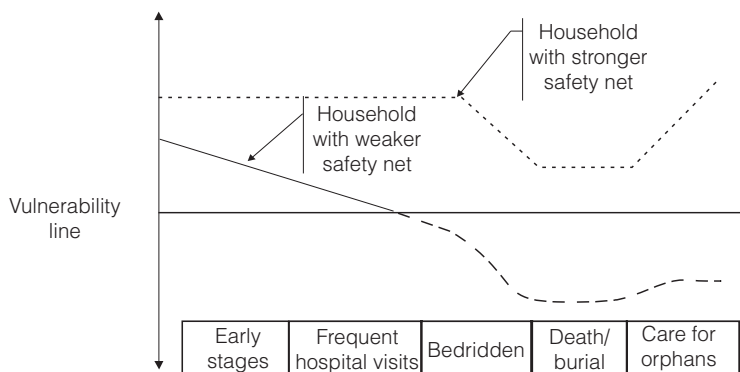 Household
with stronger
safety net
Household
with weaker
safety net
Vulnerability
line
Early
stages
Frequent
hospital visits
Bedridden
Death/
burial
Care for
orphans